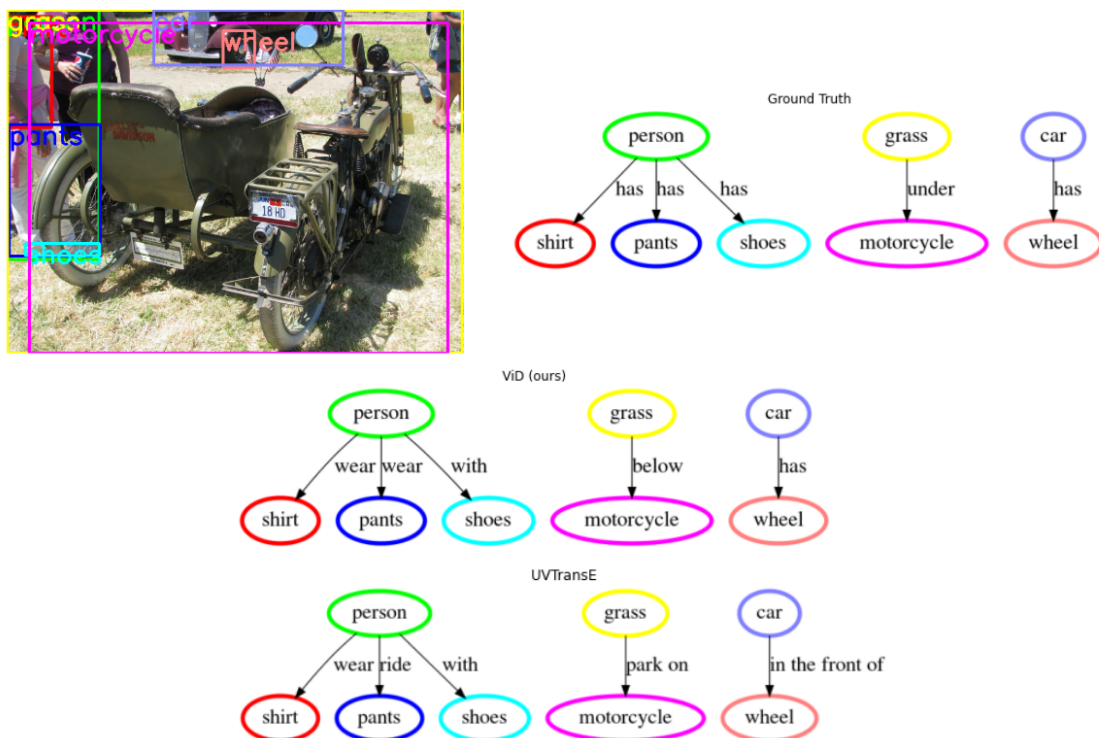 grass
motorcycle
car
wheel
pants
shoes
18 HD
Ground Truth
person
grass
car
has
has
has
under
has
shirt
pants
shoes
motorcycle
wheel
ViD (ours)
person
grass
car
wear
wear
with
below
has
shirt
pants
shoes
motorcycle
wheel
UVTransE
person
grass
car
wear
ride
with
park on
in the front of
shirt
pants
shoes
motorcycle
wheel